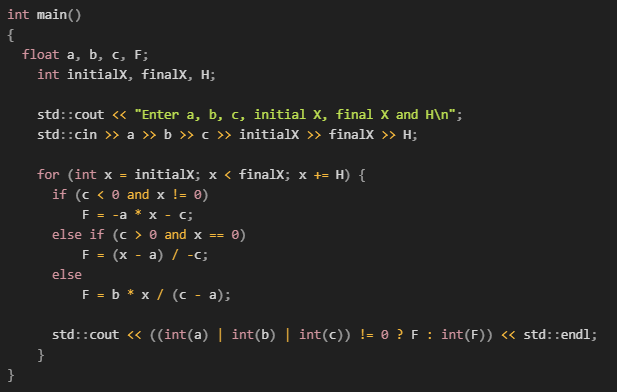 int main()
{
  float a, b, c, F;
    int initialX, finalX, H;

    std::cout << "Enter a, b, c, initial X, final X and H\n";
    std::cin >> a >> b >> c >> initialX >> finalX >> H;

    for (int x = initialX; x < finalX; x += H) {
      if (c < 0 and x != 0)
          F = -a * x - c;
      else if (c > 0 and x == 0)
          F = (x - a) / -c;
      else
          F = b * x / (c - a);

      std::cout << ((int(a) | int(b) | int(c)) != 0 ? F : int(F)) << std::endl;
    }
}